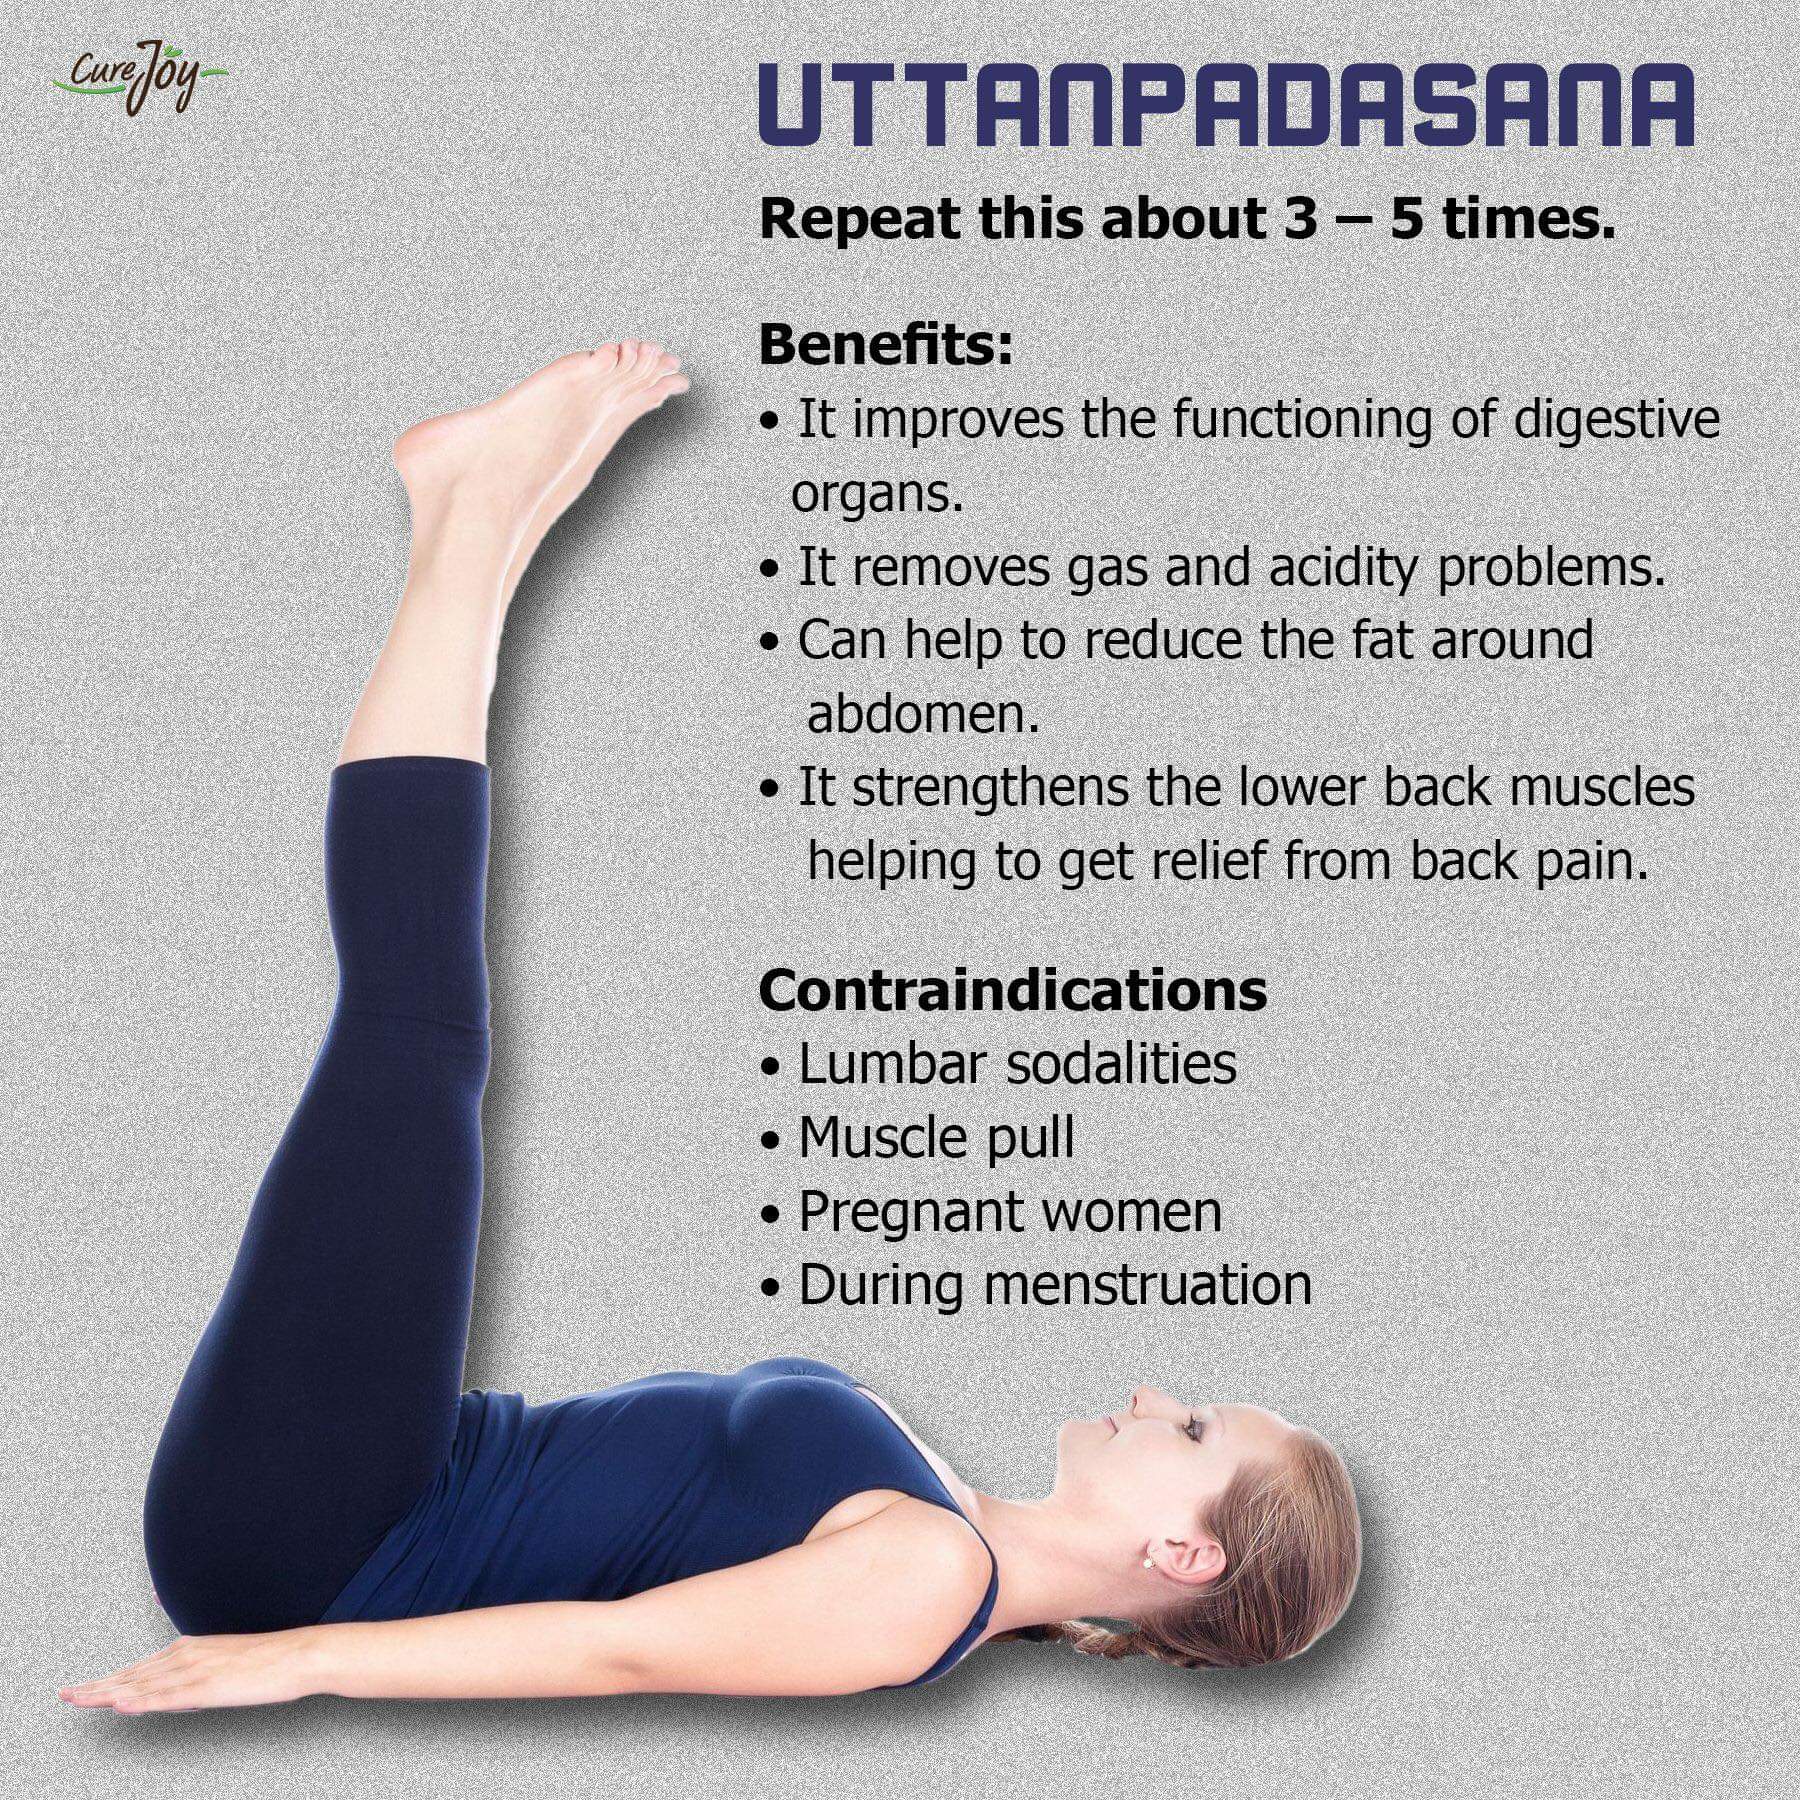 Cure Joy
UTTANPADASANA
Repeat this about 3 – 5 times.
Benefits:
• It improves the functioning of digestive
organs.
• It removes gas and acidity problems.
• Can help to reduce the fat around
abdomen.
• It strengthens the lower back muscles
helping to get relief from back pain.
Contraindications
• Lumbar sodalities
• Muscle pull
• Pregnant women
• During menstruation